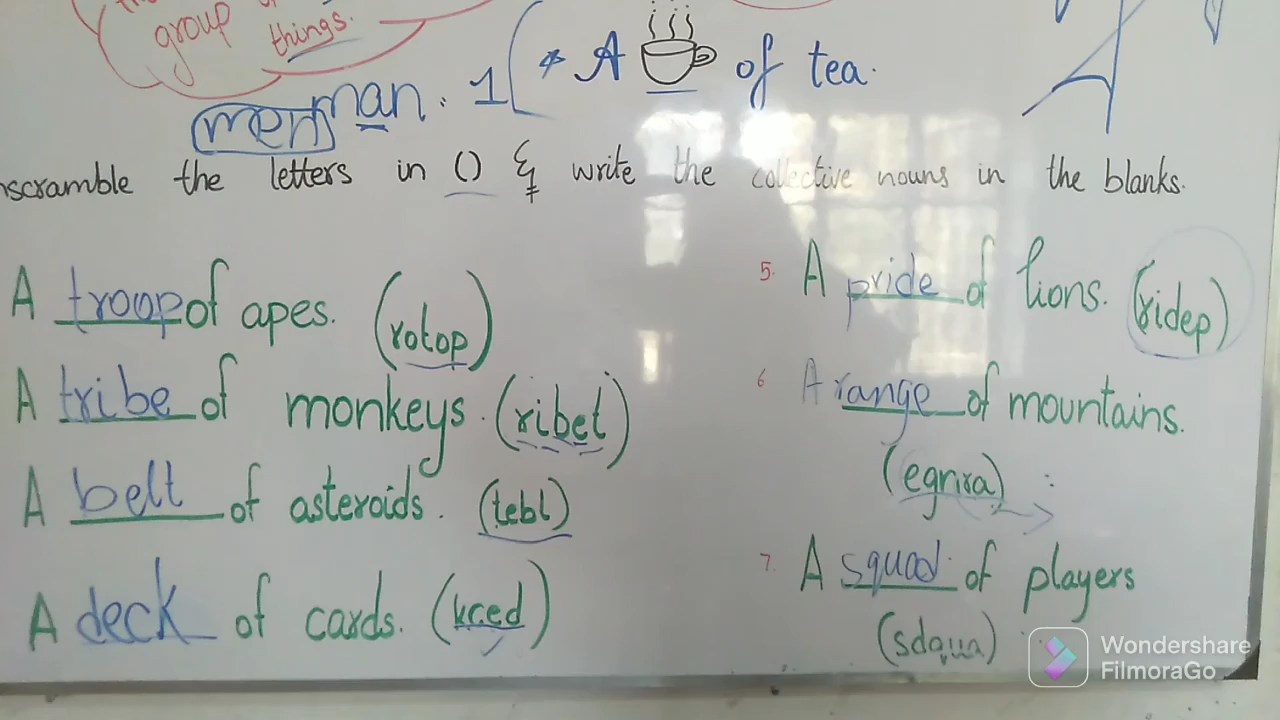 group
things.
men man. 1 * A of tea.
nscramble the letters in () & write the collective nouns in the blanks.
A troop of apes. (rotop)
A tribe of monkeys. (ribet)
A belt of asteroids. (tebl)
A deck of cards. (kced)
5. A pride of lions. (ridep)
6 A range of mountains.
(egnra)
7. A squad of players
(sdqua)
Wondershare
FilmoraGo